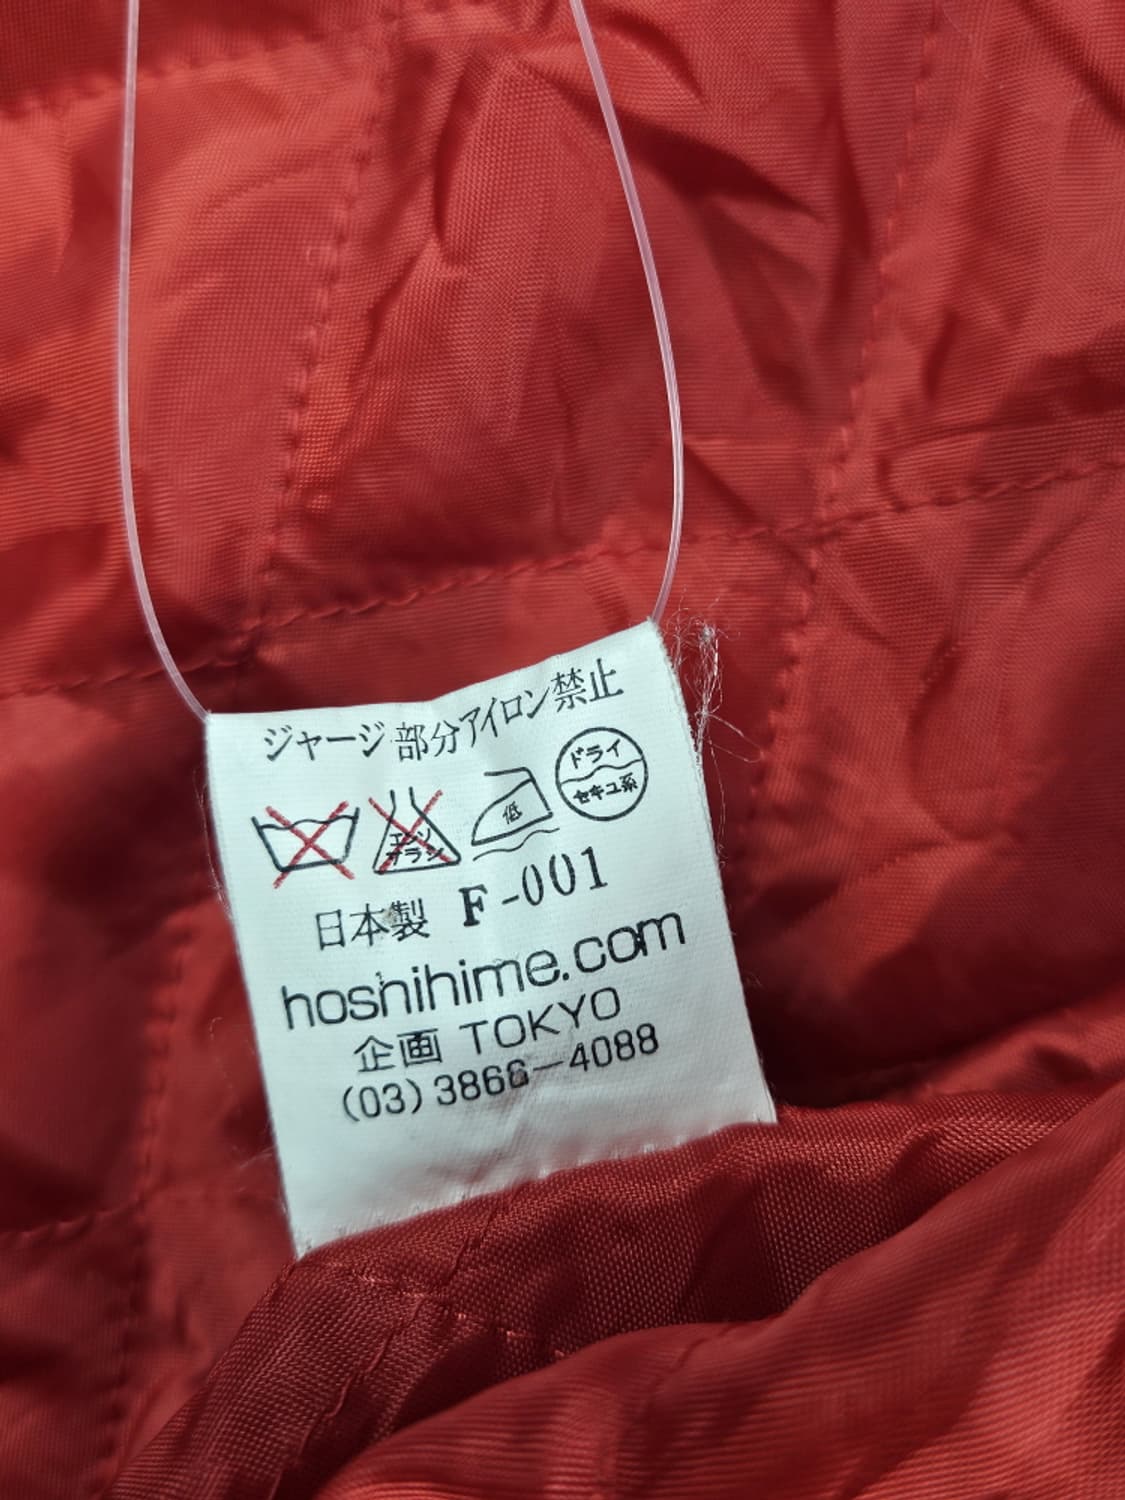 ジャージ部分アイロン禁止
エンソ
サラシ
低
ドライ
セキユ系
日本製 F-001
hoshihime.com
企画 TOKYO
(03)3866-4088